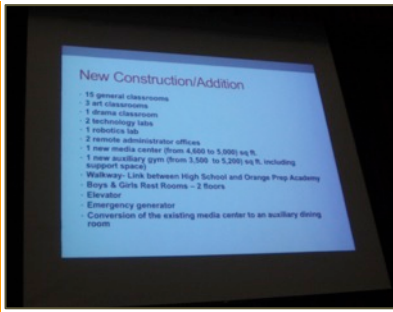 New Construction/Addition
· 15 general classrooms
· 3 art classrooms
· 1 drama classroom
· 2 technology labs
· 1 robotics lab
· 2 remote administrator offices
· 1 new media center (from 4,600 to 5,000) sq ft.
· 1 new auxiliary gym (from 3,500 to 5,200) sq ft. including
support space)
· Walkway- Link between High School and Orange Prep Academy
· Boys & Girls Rest Rooms – 2 floors
· Elevator
· Emergency generator
· Conversion of the existing media center to an auxiliary dining
room